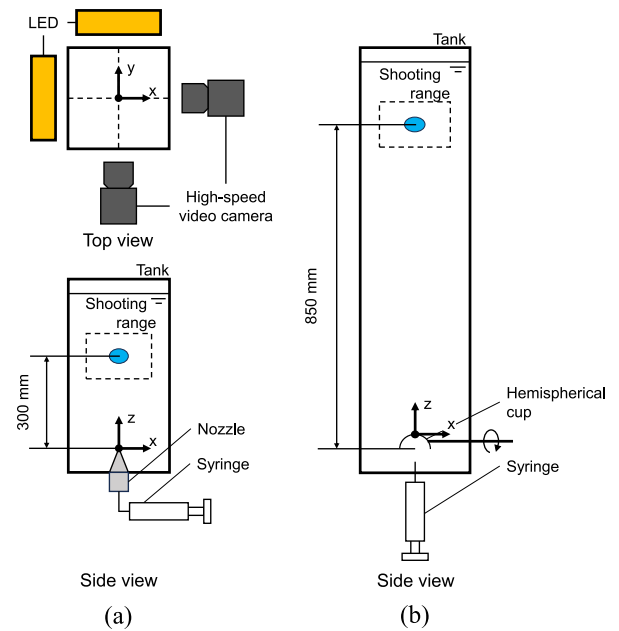 LED
y
x
High-speed
video camera
Top view
Tank
Shooting
range
300 mm
z
x
Nozzle
Syringe
Side view
(a)
Tank
Shooting
range
850 mm
z
x
Hemispherical
cup
Syringe
Side view
(b)